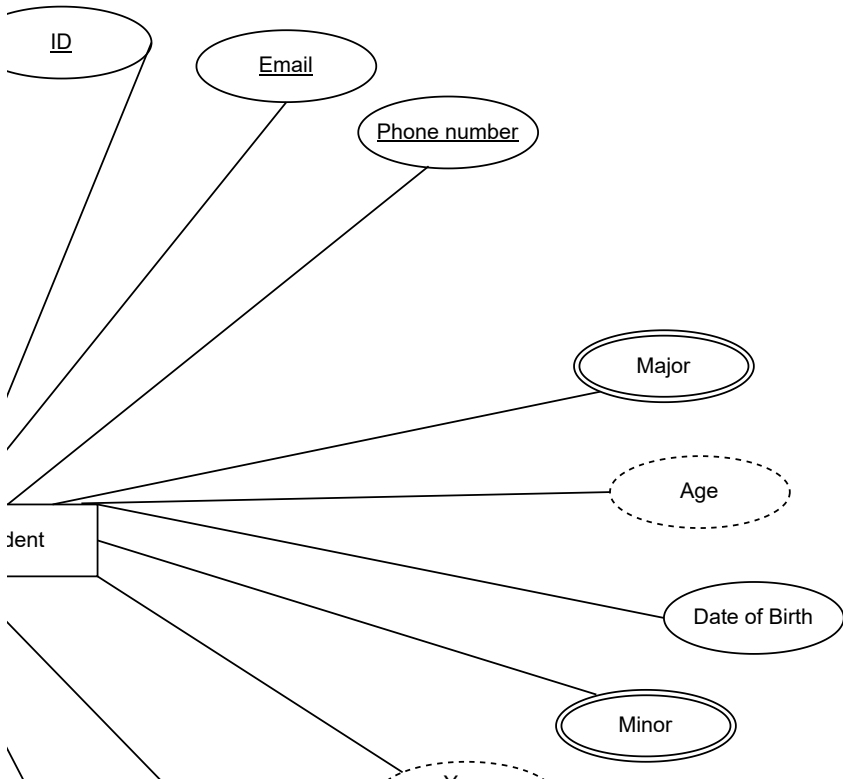 ID
Email
Phone number
Major
Age
dent
Date of Birth
Minor